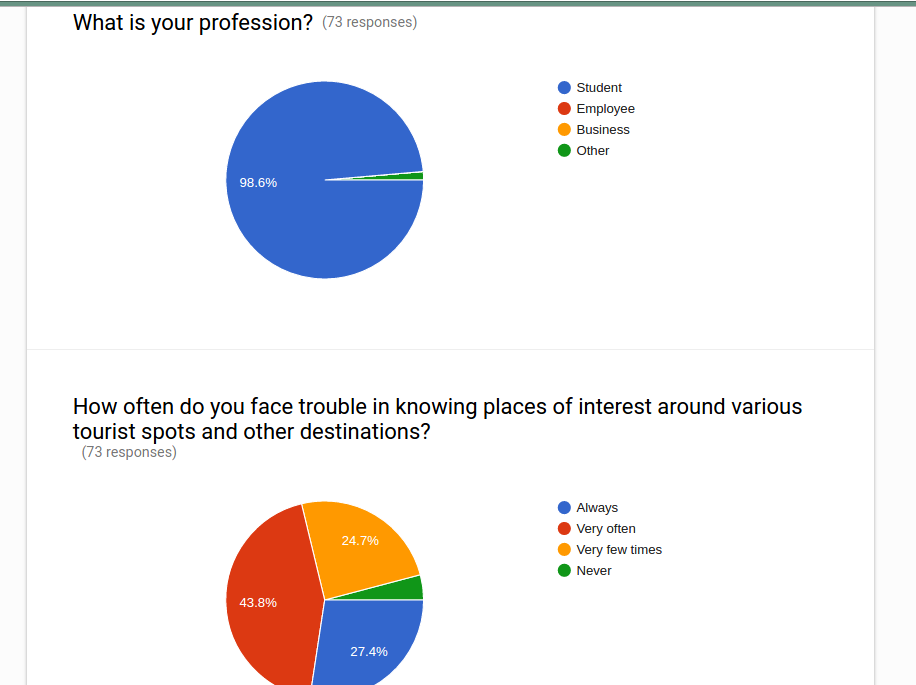 What is your profession? (73 responses)
Student
Employee
Business
Other
98.6%
How often do you face trouble in knowing places of interest around various
tourist spots and other destinations?
(73 responses)
Always
Very often
Very few times
Never
24.7%
43.8%
27.4%